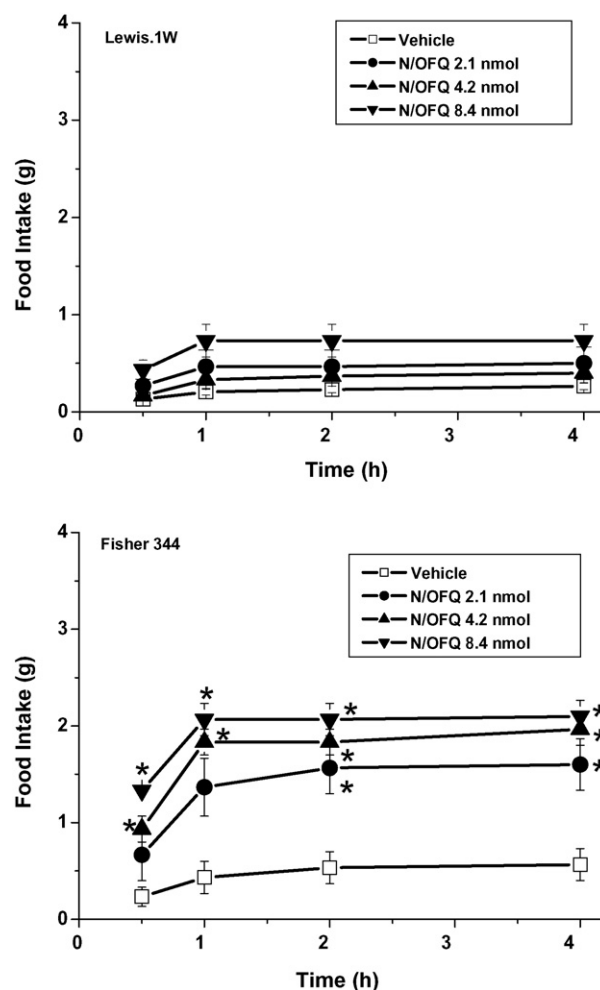 Lewis.1W
Vehicle
N/OFQ 2.1 nmol
N/OFQ 4.2 nmol
N/OFQ 8.4 nmol
Food Intake (g)
4
3
2
1
0
0 1 2 3 4
Time (h)
Fisher 344
Vehicle
N/OFQ 2.1 nmol
N/OFQ 4.2 nmol
N/OFQ 8.4 nmol
Food Intake (g)
4
3
2
1
0
* * * *
* * * *
* *
0 1 2 3 4
Time (h)